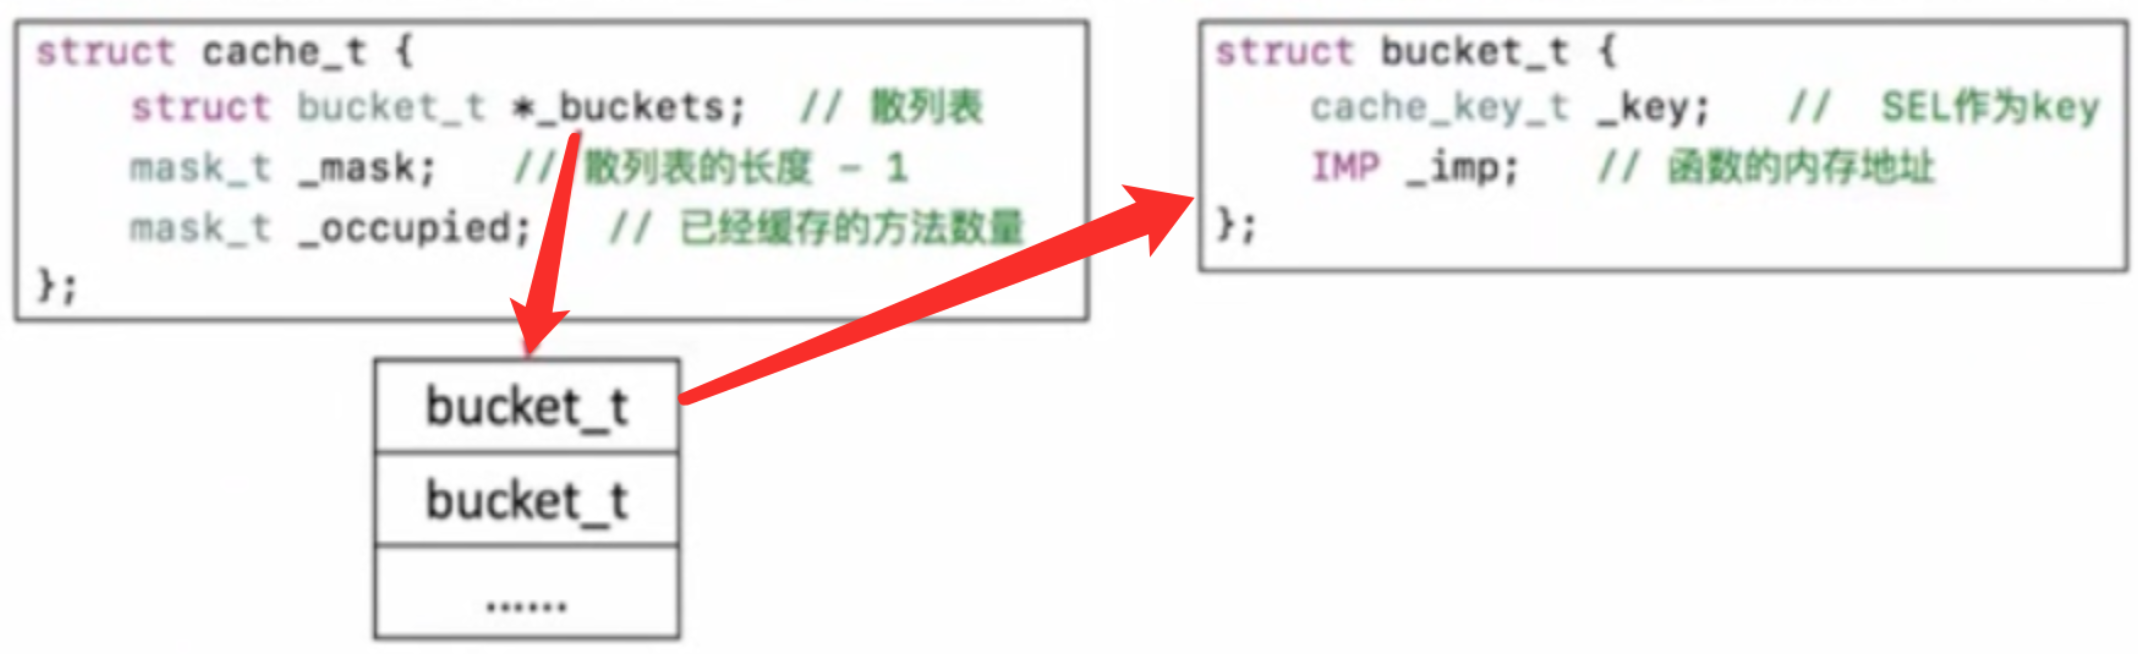 struct cache_t {
struct bucket_t *_buckets; // 散列表
mask_t _mask; // 散列表的长度 - 1
mask_t _occupied; // 已经缓存的方法数量
};
struct bucket_t {
cache_key_t _key; // SEL作为key
IMP _imp; // 函数的内存地址
};
bucket_t
bucket_t
......